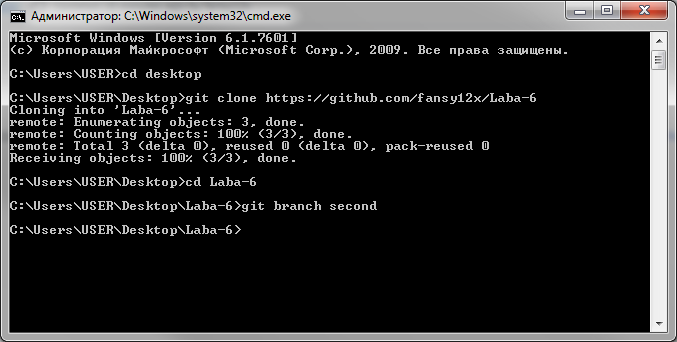 Администратор: C:\Windows\system32\cmd.exe
Microsoft Windows [Version 6.1.7601]
(c) Корпорация Майкрософт (Microsoft Corp.), 2009. Все права защищены.
C:\Users\USER>cd desktop
C:\Users\USER\Desktop>git clone https://github.com/fansy12x/Laba-6
Cloning into 'Laba-6'...
remote: Enumerating objects: 3, done.
remote: Counting objects: 100% (3/3), done.
remote: Total 3 (delta 0), reused 0 (delta 0), pack-reused 0
Receiving objects: 100% (3/3), done.
C:\Users\USER\Desktop>cd Laba-6
C:\Users\USER\Desktop\Laba-6>git branch second
C:\Users\USER\Desktop\Laba-6>